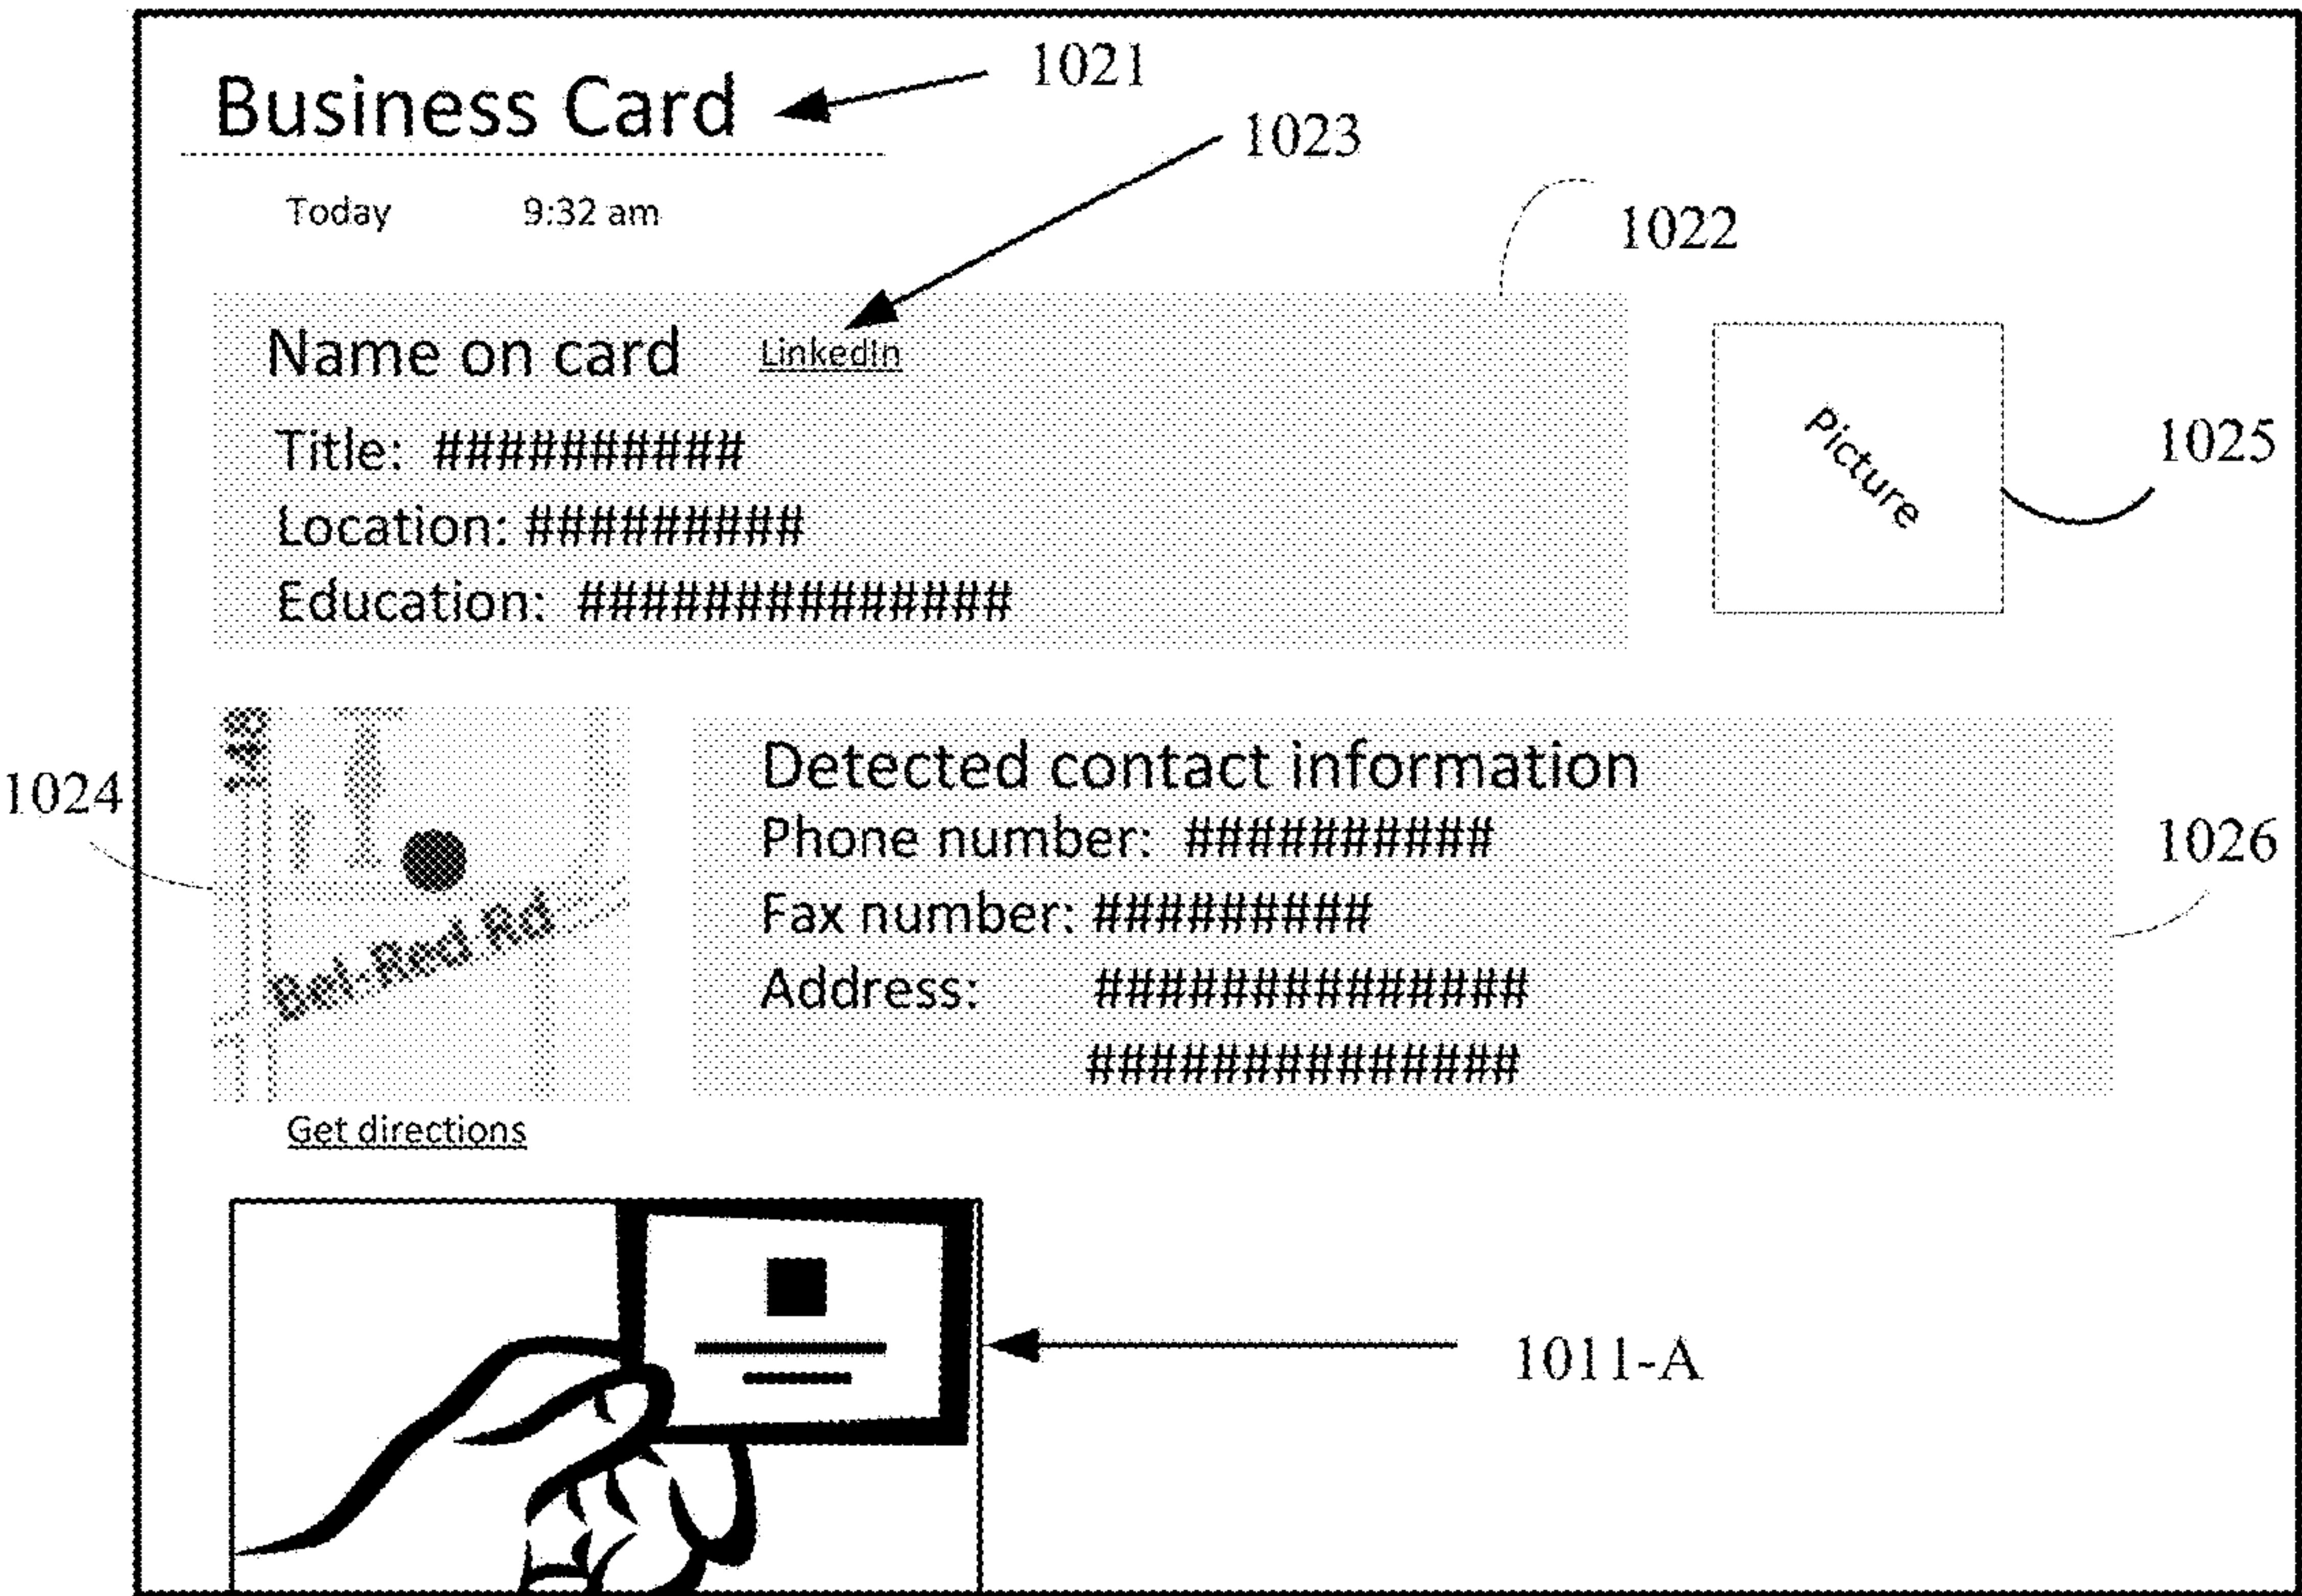 Business Card
1021
1023
Today 9:32 am
1022
Name on card LinkedIn
Title: ##########
Location: #########
Education: ##############
Picture
1025
148
Bel-Red Rd
1024
Get directions
Detected contact information
Phone number: ##########
Fax number: #########
Address: ##############
##############
1026
1011-A